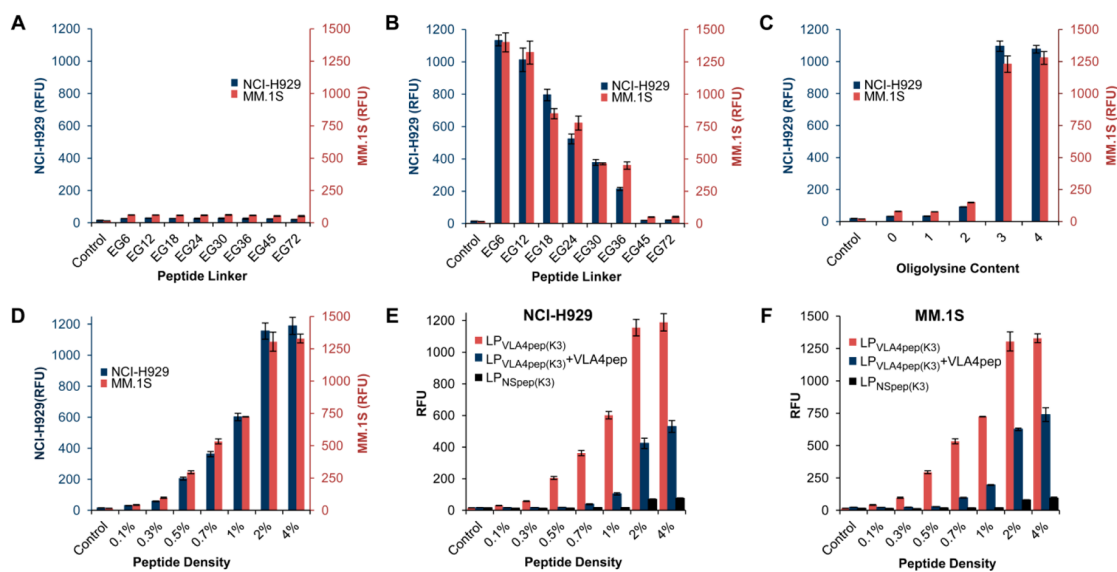 A
NCI-H929 (RFU)
1200
1000
800
600
400
200
0
NCI-H929
MM.1S
1500
1250
1000
750
500
250
0
MM.1S (RFU)
Control
EG6
EG12
EG18
EG24
EG30
EG36
EG45
EG72
Peptide Linker
B
NCI-H929 (RFU)
1200
1000
800
600
400
200
0
NCI-H929
MM.1S
1500
1250
1000
750
500
250
0
MM.1S (RFU)
Control
EG6
EG12
EG18
EG24
EG30
EG36
EG45
EG72
Peptide Linker
C
NCI-H929 (RFU)
1200
1000
800
600
400
200
0
NCI-H929
MM.1S
1500
1250
1000
750
500
250
0
MM.1S (RFU)
Control
0
1
2
3
4
Oligolysine Content
D
NCI-H929(RFU)
1200
1000
800
600
400
200
0
NCI-H929
MM.1S
1500
1250
1000
750
500
250
0
MM.1S (RFU)
Control
0.1%
0.3%
0.5%
0.7%
1%
2%
4%
Peptide Density
E
NCI-H929
RFU
1200
1000
800
600
400
200
0
LPVLA4pep(K3)
LPVLA4pep(K3)+VLA4pep
LPNSpep(K3)
Control
0.1%
0.3%
0.5%
0.7%
1%
2%
4%
Peptide Density
F
MM.1S
RFU
1500
1250
1000
750
500
250
0
LPVLA4pep(K3)
LPVLA4pep(K3)+VLA4pep
LPNSpep(K3)
Control
0.1%
0.3%
0.5%
0.7%
1%
2%
4%
Peptide Density